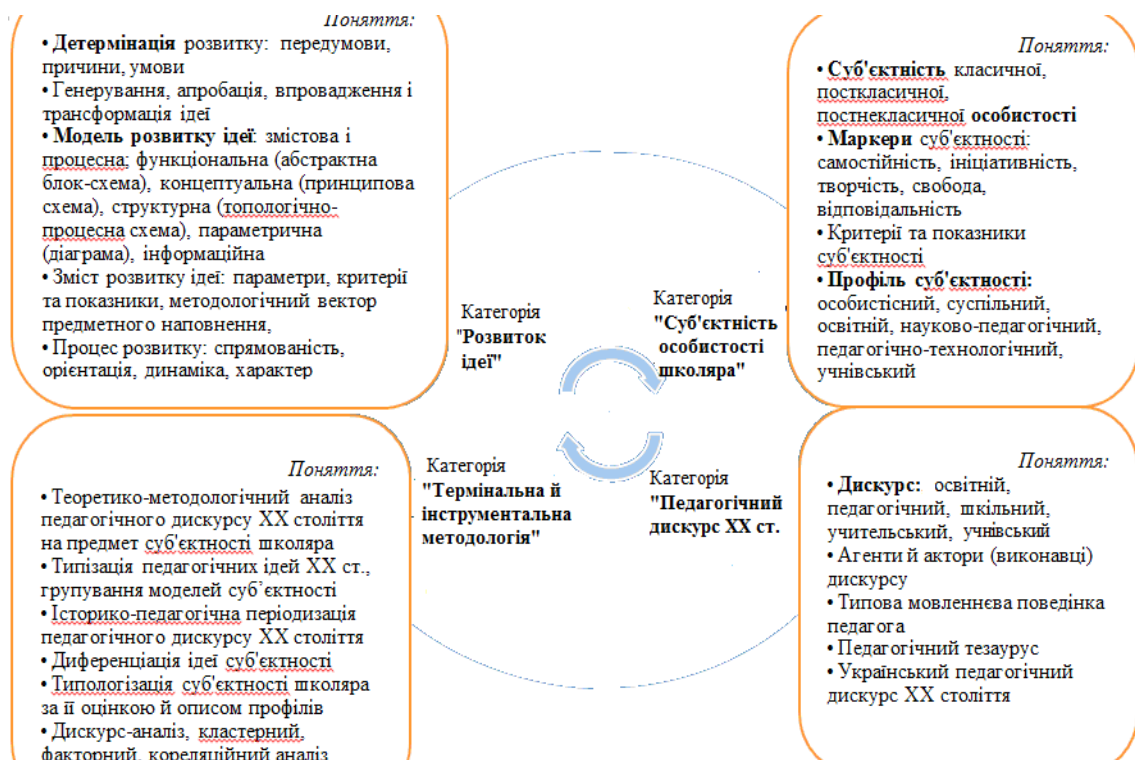 Поняття:
• Детермінація розвитку: передумови,
причини, умови
• Генерування, апробація, впровадження і
трансформація ідеї
• Модель розвитку ідеї: змістова і
процесна; функціональна (абстрактна
блок-схема), концептуальна (принципова
схема), структурна (топологічно-
процесна схема), параметрична
(діаграма), інформаційна
• Зміст розвитку ідеї: параметри, критерії
та показники, методологічний вектор
предметного наповнення,
• Процес розвитку: спрямованість,
орієнтація, динаміка, характер
Поняття:
• Суб'єктність класичної,
посткласичної,
постнекласичної особистості
• Маркери суб'єктності:
самостійність, ініціативність,
творчість, свобода,
відповідальність
• Критерії та показники
суб'єктності
• Профіль суб'єктності:
особистісний, суспільний,
освітній, науково-педагогічний,
педагогічно-технологічний,
учнівський
Категорія
"Розвиток
ідеї"
Категорія
"Суб'єктність
особистості
школяра"
Категорія
"Термінальна й
інструментальна
методологія"
Категорія
"Педагогічний
дискурс ХХ ст.
Поняття:
• Теоретико-методологічний аналіз
педагогічного дискурсу ХХ століття
на предмет суб'єктності школяра
• Типізація педагогічних ідей ХХ ст.,
групування моделей суб’єктності
• Історико-педагогічна періодизація
педагогічного дискурсу ХХ століття
• Диференціація ідеї суб'єктності
• Типологізація суб'єктності школяра
за її оцінкою й описом профілів
• Дискурс-аналіз, кластерний,
факторний, кореляційний аналіз
Поняття:
• Дискурс: освітній,
педагогічний, шкільний,
учительський, учнівський
• Агенти й актори (виконавці)
дискурсу
• Типова мовленнєва поведінка
педагога
• Педагогічний тезаурус
• Український педагогічний
дискурс ХХ століття